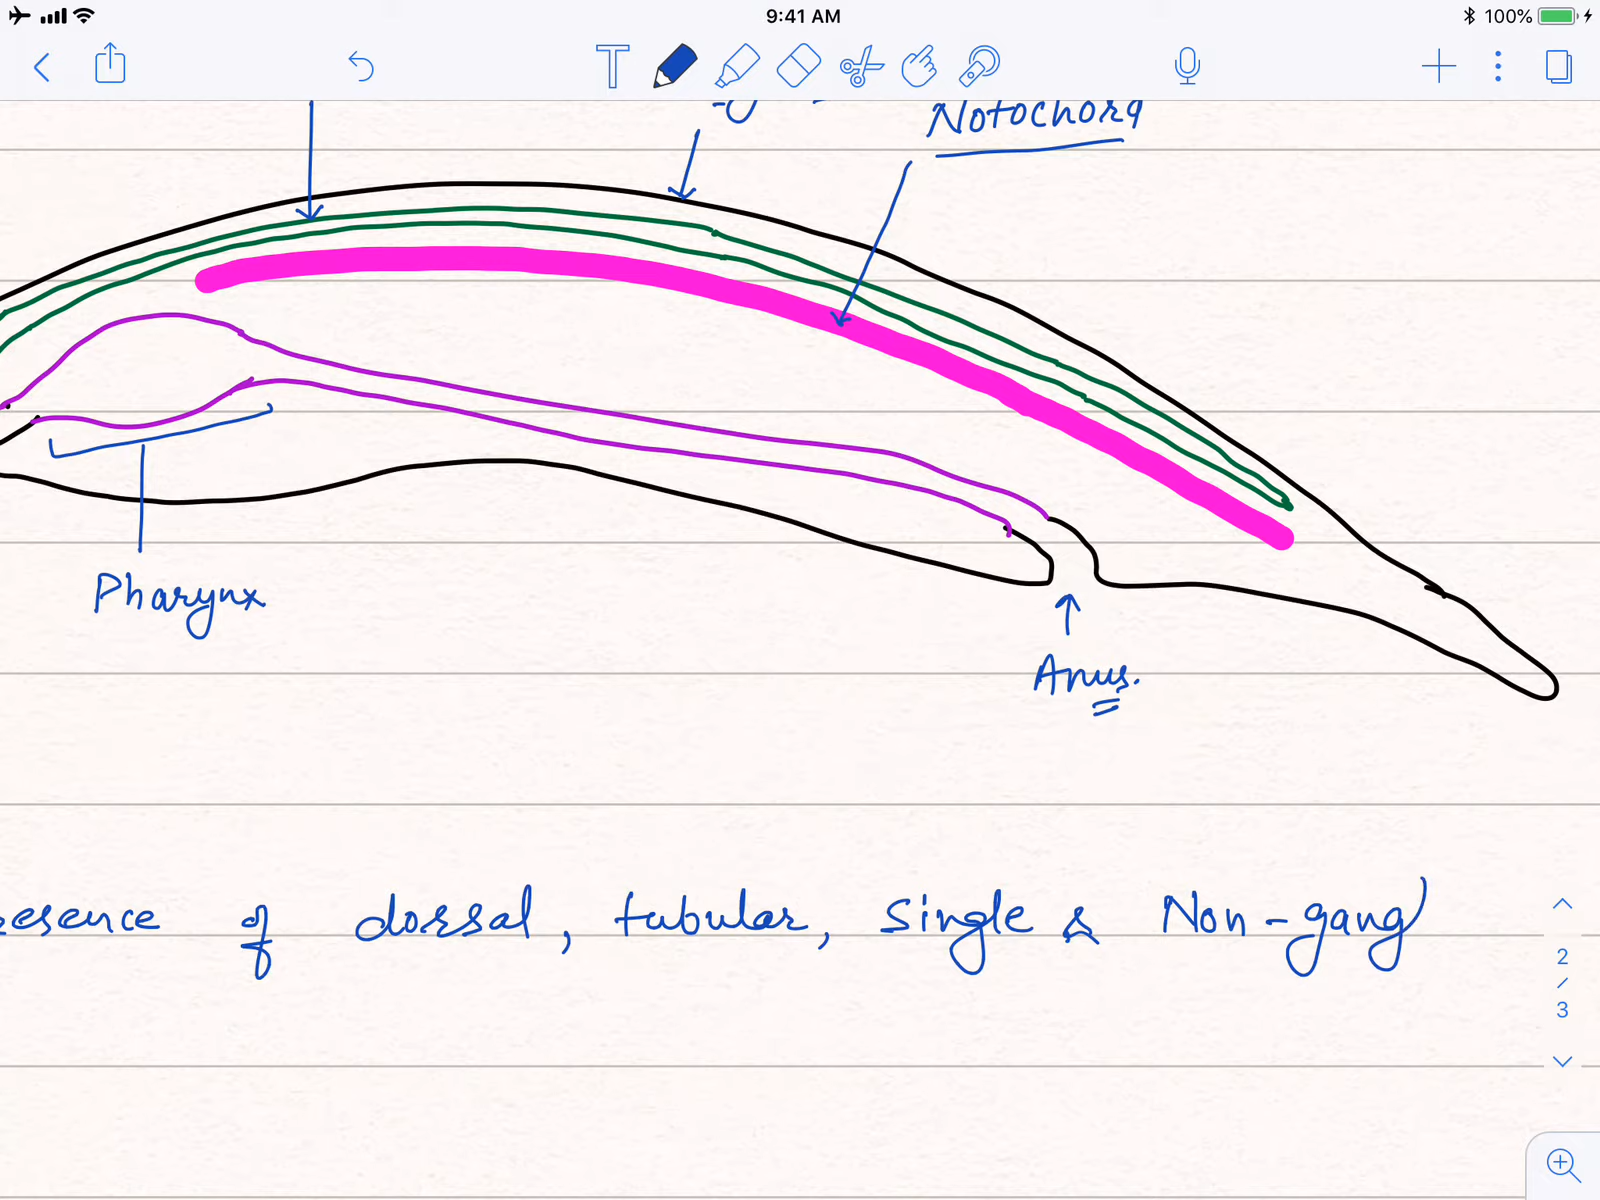 9:41 AM
100%
Notochord
Pharynx
Anus.
esence of dorsal, tubular, single & Non-gang
2
/
3